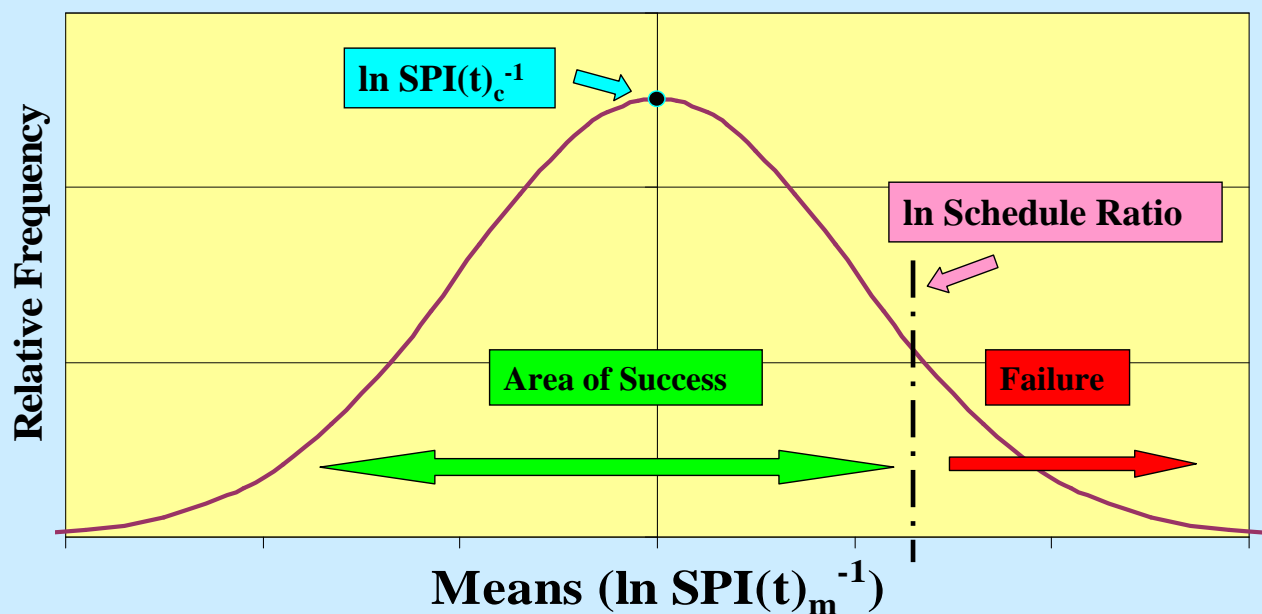 ln SPI(t)c-1
Relative Frequency
ln Schedule Ratio
Area of Success
Failure
Means (ln SPI(t)m-1)